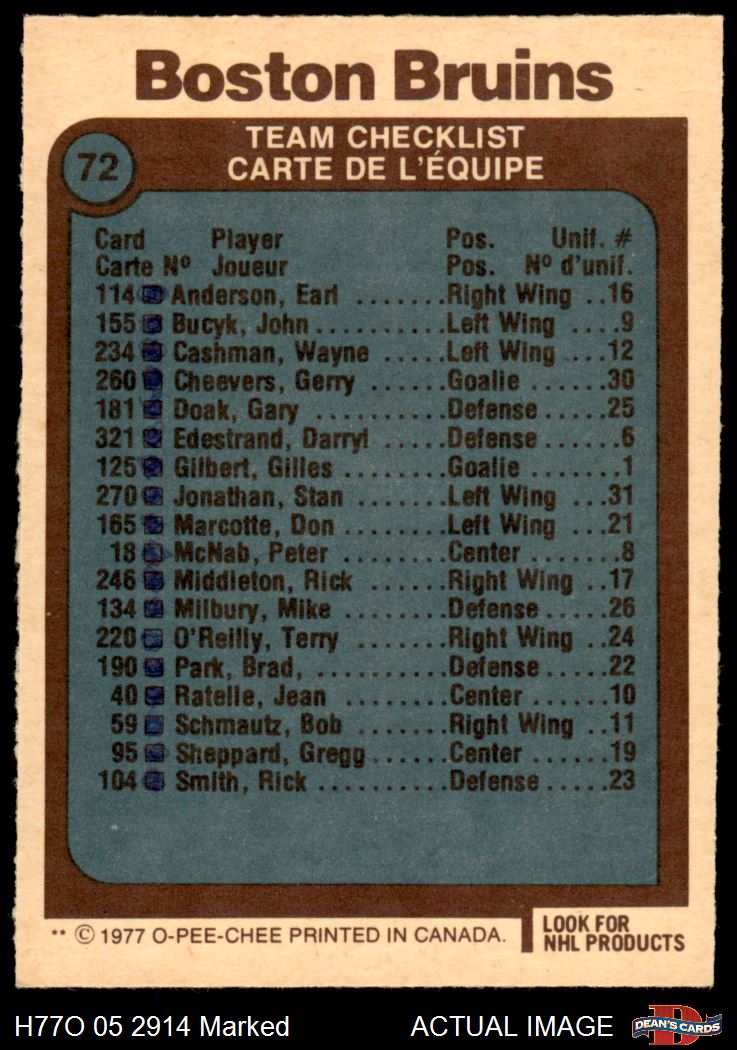 Boston Bruins
72
TEAM CHECKLIST
CARTE DE L'ÉQUIPE
Card Player Pos. Unif. #
Carte Nº Joueur Pos. Nº d'unif.
114 Anderson, Earl .......Right Wing ..16
155 Bucyk, John..........Left Wing ....9
234 Cashman, Wayne .....Left Wing ...12
260 Cheevers, Gerry ......Goalie ......30
181 Doak, Gary ..........Defense.....25
321 Edestrand, Darryl .....Defense......6
125 Gilbert, Gilles ........Goalie .......1
270 Jonathan, Stan .......Left Wing ...31
165 Marcotte, Don ........Left Wing ...21
18 McNab, Peter ........Center.......8
246 Middleton, Rick ......Right Wing ..17
134 Milbury, Mike ........Defense.....26
220 O'Reilly, Terry .......Right Wing ..24
190 Park, Brad, ..........Defense.....22
40 Ratelle, Jean ........Center ......10
59 Schmautz, Bob .......Right Wing ..11
95 Sheppard, Gregg......Center ......19
104 Smith, Rick ..........Defense.....23
** © 1977 O-PEE-CHEE PRINTED IN CANADA.
LOOK FOR
NHL PRODUCTS
H77O 05 2914 Marked ACTUAL IMAGE
D
DEAN'S CARDS